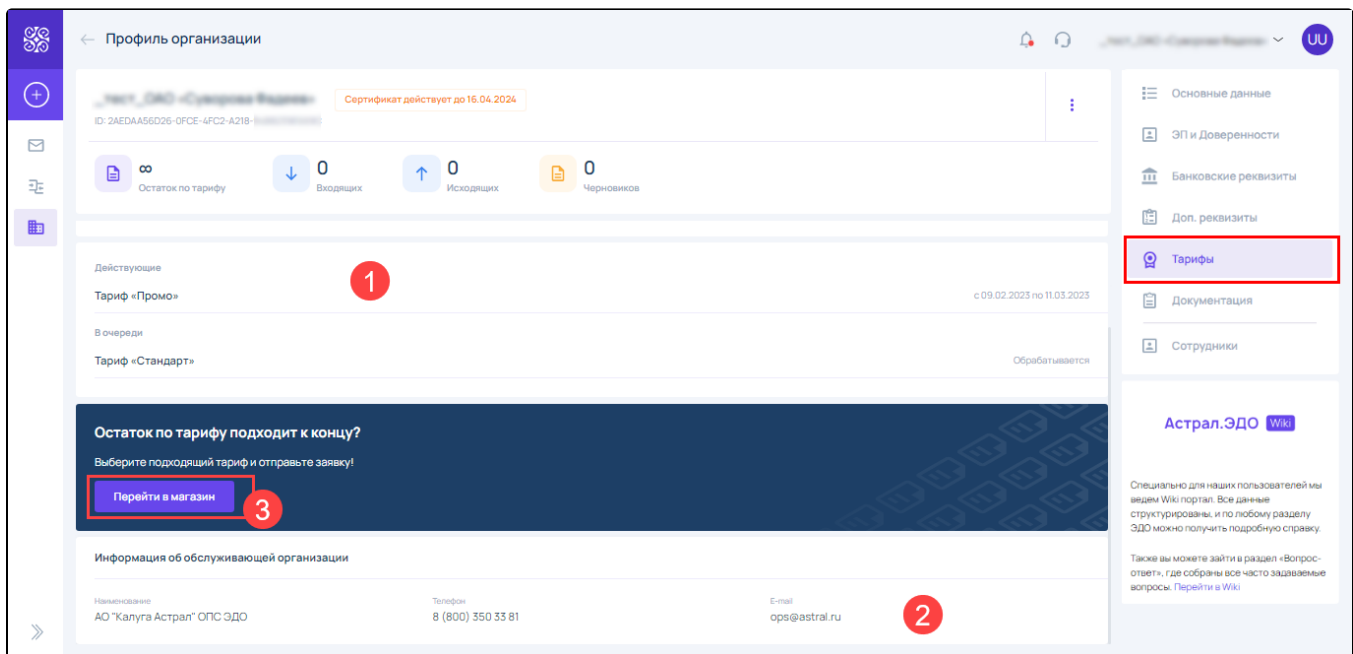 Профиль организации
UU
Сертификат действует до 16.04.2024
ID: 2AEDAA56D26-0FCE-4FC2-A218-
∞
Остаток по тарифу
0
Входящих
0
Исходящих
0
Черновиков
Действующие
1
Тариф «Промо»
с 09.02.2023 по 11.03.2023
В очереди
Тариф «Стандарт»
Обрабатывается
Остаток по тарифу подходит к концу?
Выберите подходящий тариф и отправьте заявку!
Перейти в магазин
3
Информация об обслуживающей организации
Наименование
АО "Калуга Астрал" ОПС ЭДО
Телефон
8 (800) 350 33 81
E-mail
ops@astral.ru
2
Основные данные
ЭП и Доверенности
Банковские реквизиты
Доп. реквизиты
Тарифы
Документация
Сотрудники
Астрал.ЭДО Wiki
Специально для наших пользователей мы
ведем Wiki портал. Все данные
структурированы, и по любому разделу
ЭДО можно получить подробную справку.
Также вы можете зайти в раздел «Вопрос-
ответ», где собраны все часто задаваемые
вопросы. Перейти в Wiki